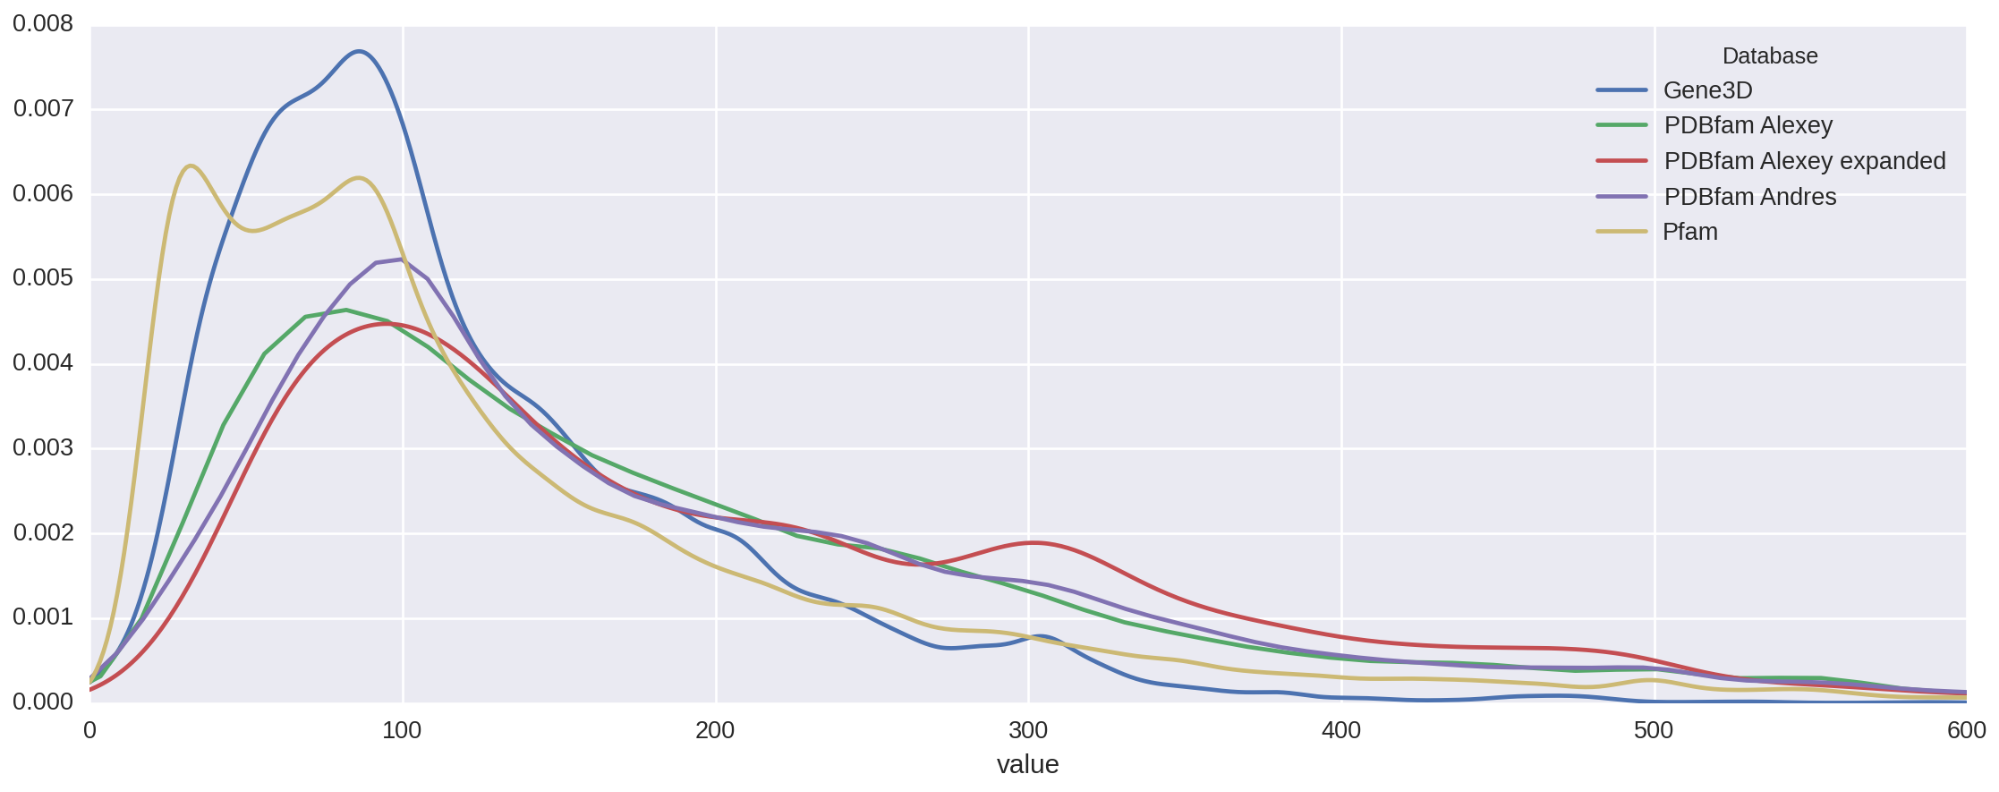 0.008
0.007
0.006
0.005
0.004
0.003
0.002
0.001
0.000
0 100 200 300 400 500 600
value
Database
Gene3D
PDBfam Alexey
PDBfam Alexey expanded
PDBfam Andres
Pfam